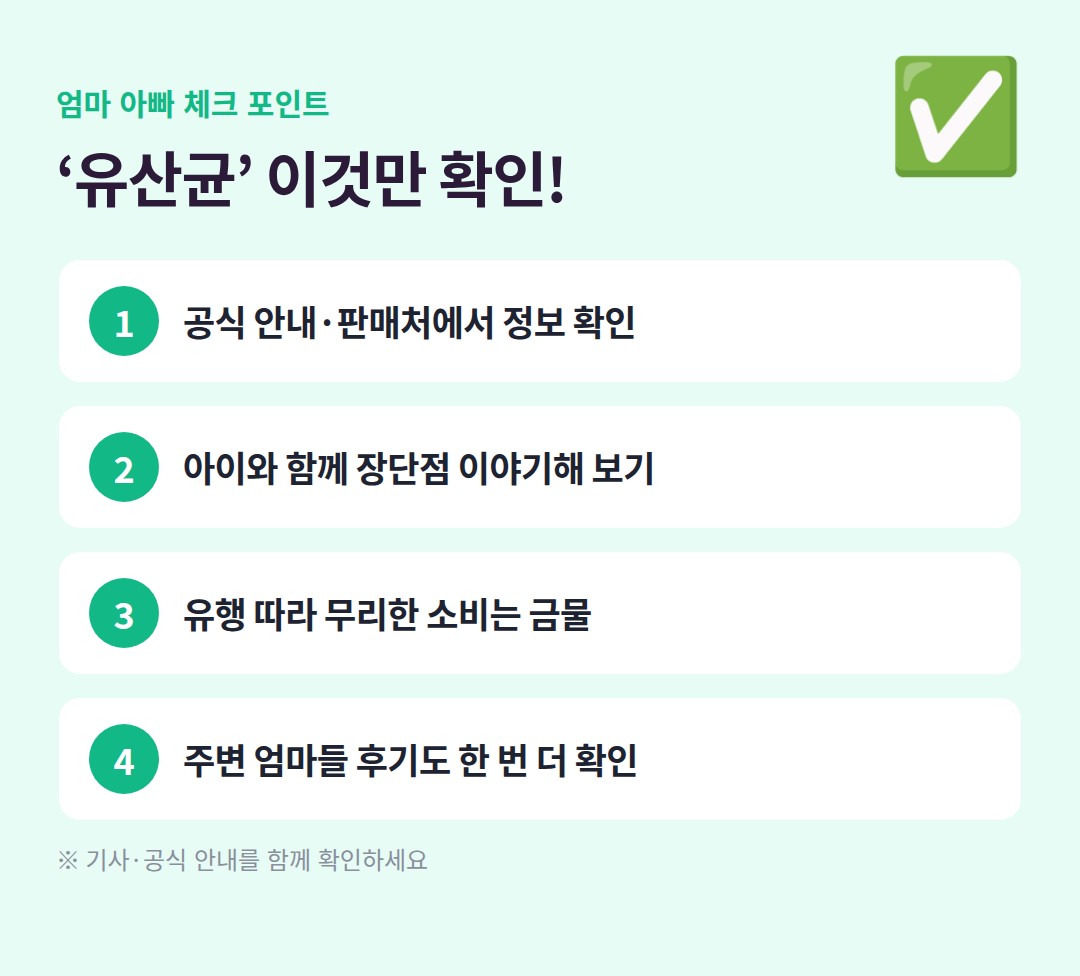 엄마 아빠 체크 포인트
‘유산균’ 이것만 확인!
1 공식 안내·판매처에서 정보 확인
2 아이와 함께 장단점 이야기해 보기
3 유행 따라 무리한 소비는 금물
4 주변 엄마들 후기도 한 번 더 확인
※ 기사·공식 안내를 함께 확인하세요